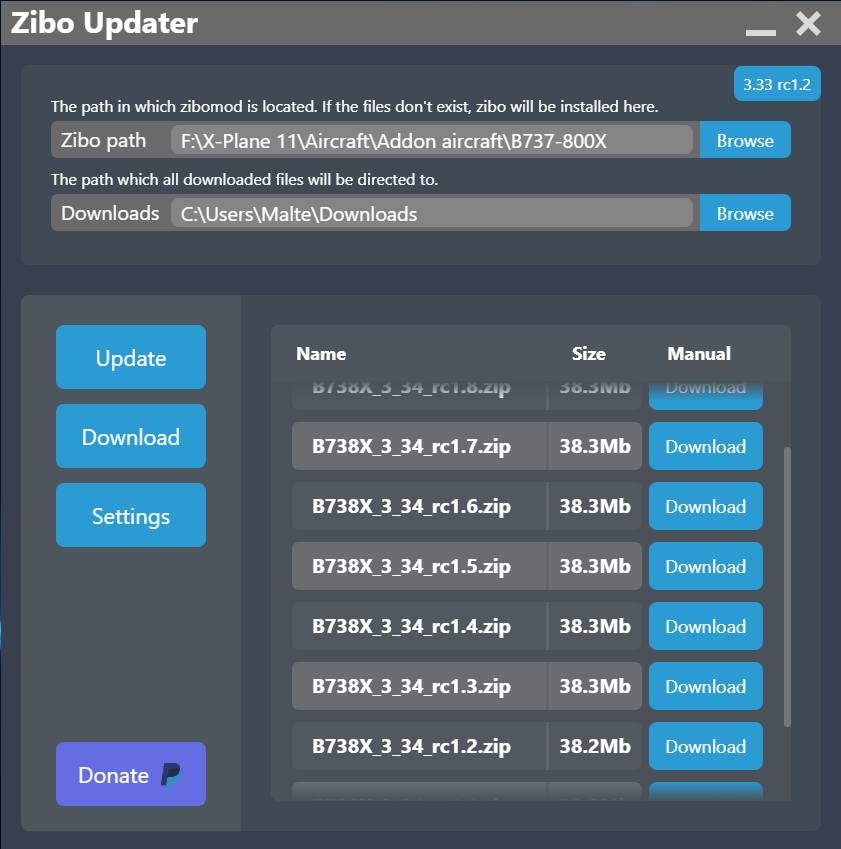 Zibo Updater
3.33 rc1.2
The path in which zibomod is located. If the files don't exist, zibo will be installed here.
Zibo path F:\X-Plane 11\Aircraft\Addon aircraft\B737-800X Browse
The path which all downloaded files will be directed to.
Downloads C:\Users\Malte\Downloads Browse
Update
Download
Settings
Donate
Name Size Manual
B738X_3_34_rc1.8.zip 38.3Mb Download
B738X_3_34_rc1.7.zip 38.3Mb Download
B738X_3_34_rc1.6.zip 38.3Mb Download
B738X_3_34_rc1.5.zip 38.3Mb Download
B738X_3_34_rc1.4.zip 38.3Mb Download
B738X_3_34_rc1.3.zip 38.3Mb Download
B738X_3_34_rc1.2.zip 38.2Mb Download